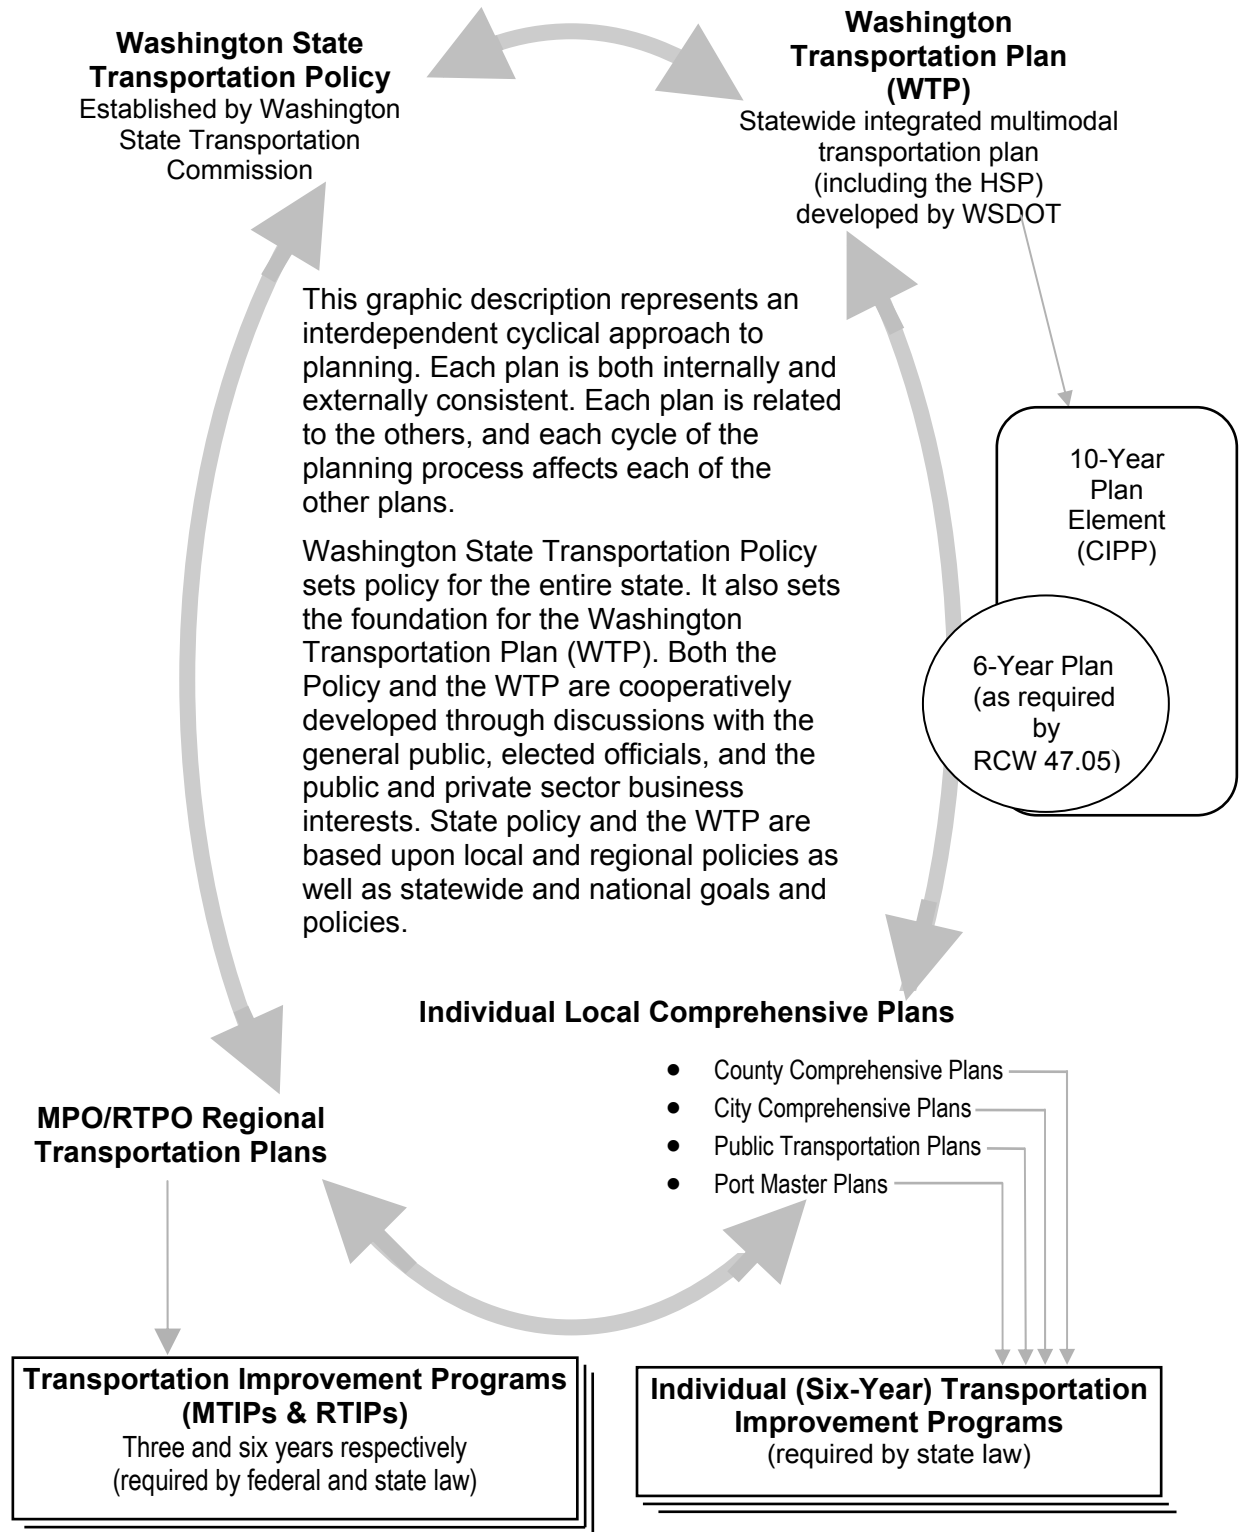 Washington State
Transportation Policy
Established by Washington
State Transportation
Commission
Washington
Transportation Plan
(WTP)
Statewide integrated multimodal
transportation plan
(including the HSP)
developed by WSDOT
This graphic description represents an
interdependent cyclical approach to
planning. Each plan is both internally and
externally consistent. Each plan is related
to the others, and each cycle of the
planning process affects each of the
other plans.
Washington State Transportation Policy
sets policy for the entire state. It also sets
the foundation for the Washington
Transportation Plan (WTP). Both the
Policy and the WTP are cooperatively
developed through discussions with the
general public, elected officials, and the
public and private sector business
interests. State policy and the WTP are
based upon local and regional policies as
well as statewide and national goals and
policies.
10-Year
Plan
Element
(CIPP)
6-Year Plan
(as required
by
RCW 47.05)
Individual Local Comprehensive Plans
● County Comprehensive Plans
● City Comprehensive Plans
● Public Transportation Plans
● Port Master Plans
MPO/RTPO Regional
Transportation Plans
Transportation Improvement Programs
(MTIPs & RTIPs)
Three and six years respectively
(required by federal and state law)
Individual (Six-Year) Transportation
Improvement Programs
(required by state law)